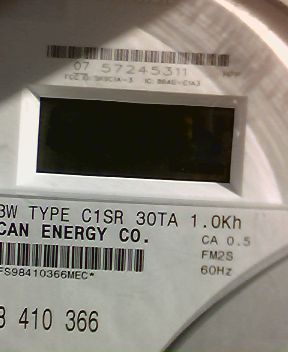 07 57245311
3W TYPE C1SR 30TA 1.0Kh
CAN ENERGY CO.
CA 0.5
FM2S
60Hz
FS98410366MEC*
8 410 366